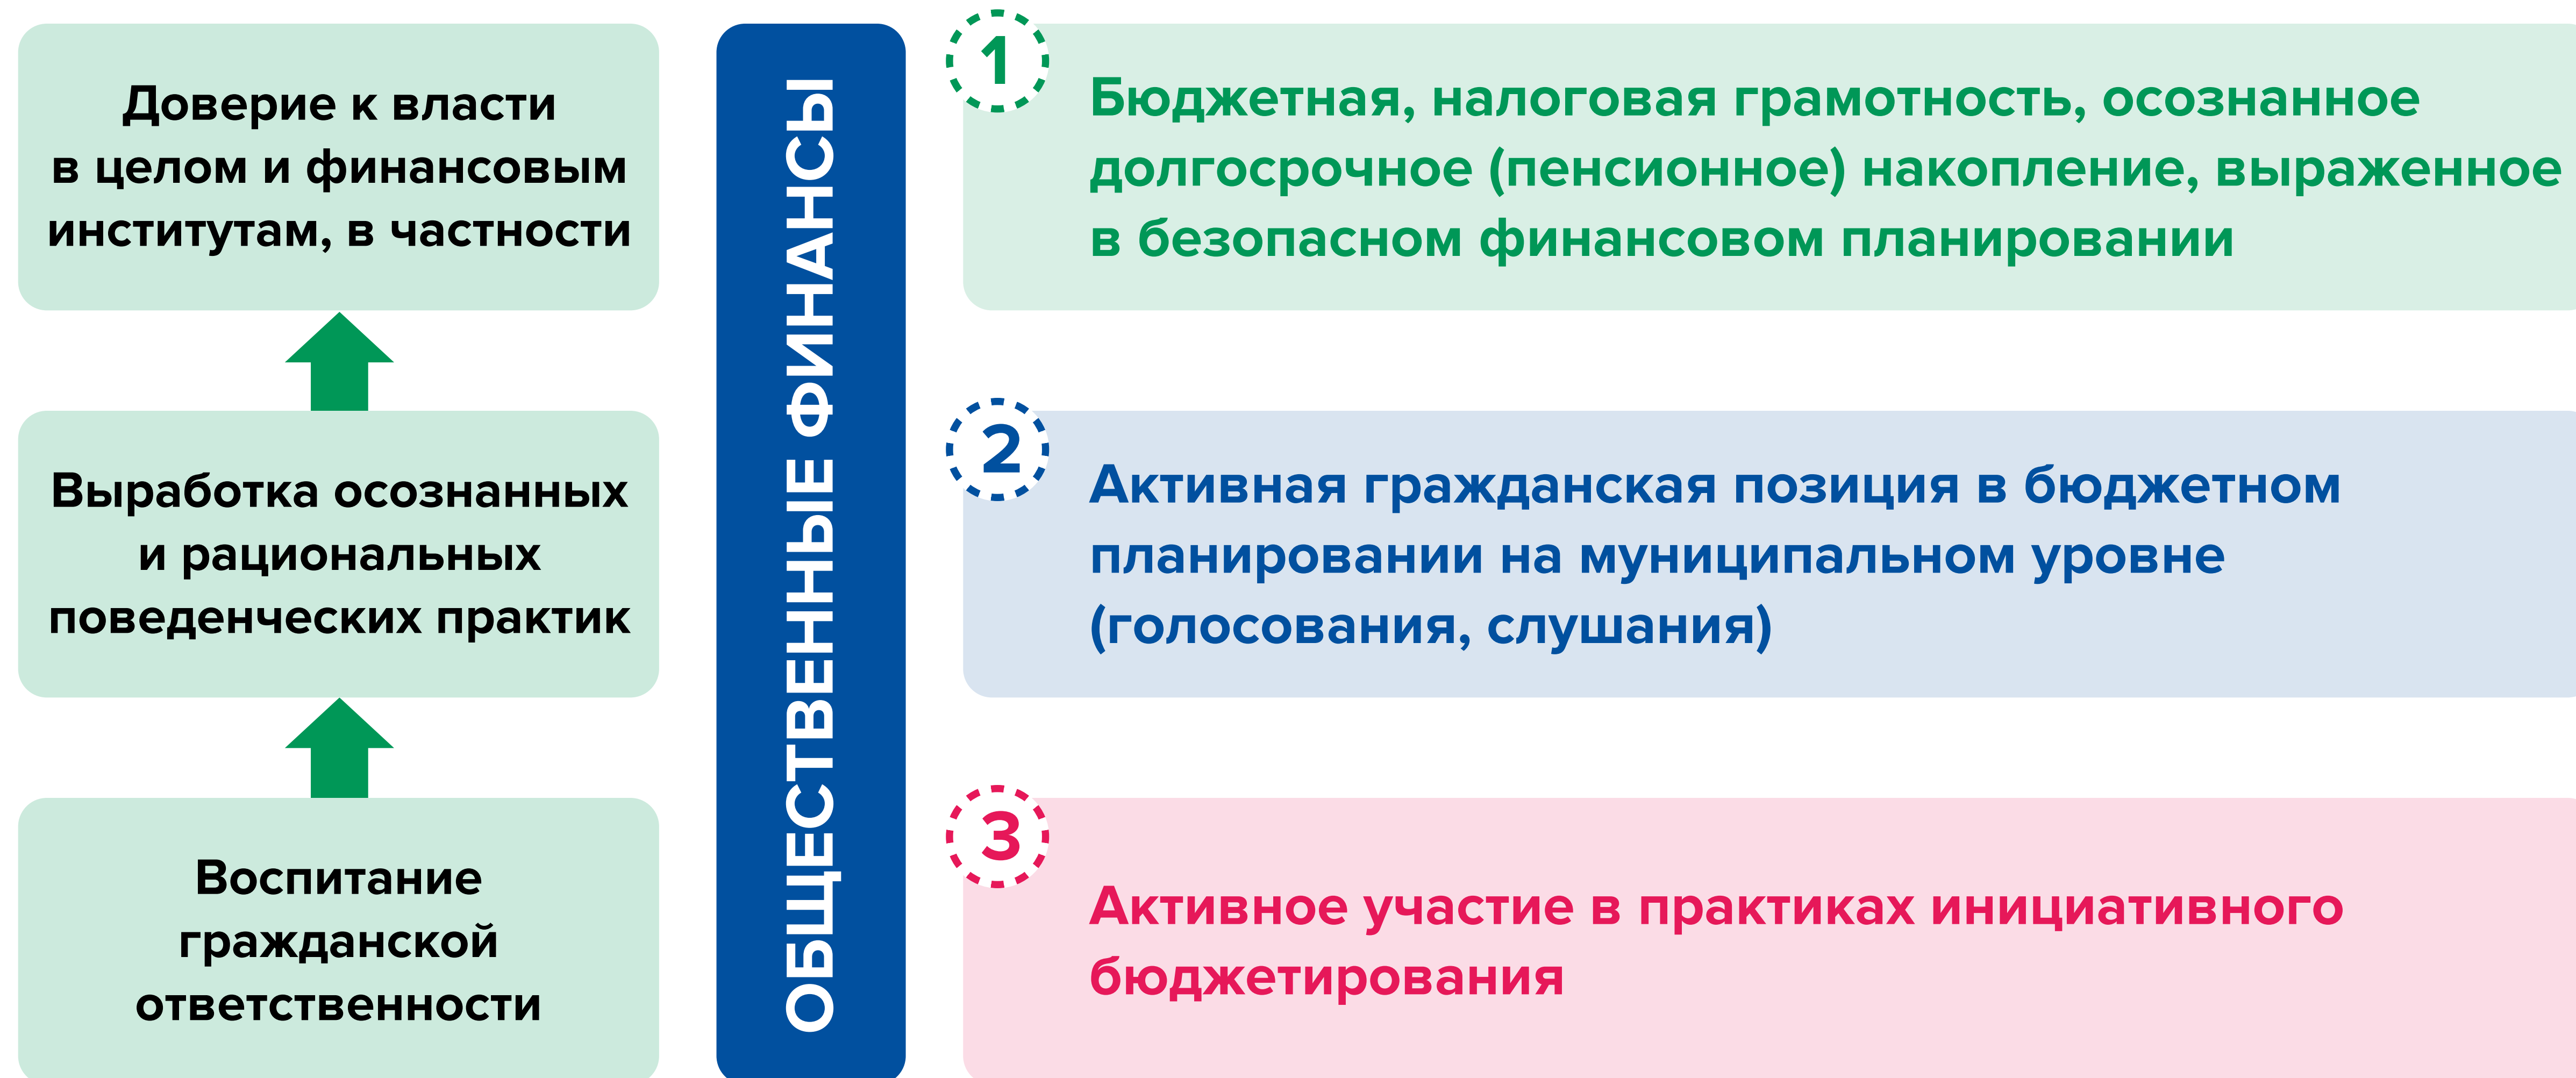 Доверие к власти
в целом и финансовым
институтам, в частности
Выработка осознанных
и рациональных
поведенческих практик
Воспитание
гражданской
ответственности
ОБЩЕСТВЕННЫЕ ФИНАНСЫ
1
Бюджетная, налоговая грамотность, осознанное
долгосрочное (пенсионное) накопление, выраженное
в безопасном финансовом планировании
2
Активная гражданская позиция в бюджетном
планировании на муниципальном уровне
(голосования, слушания)
3
Активное участие в практиках инициативного
бюджетирования